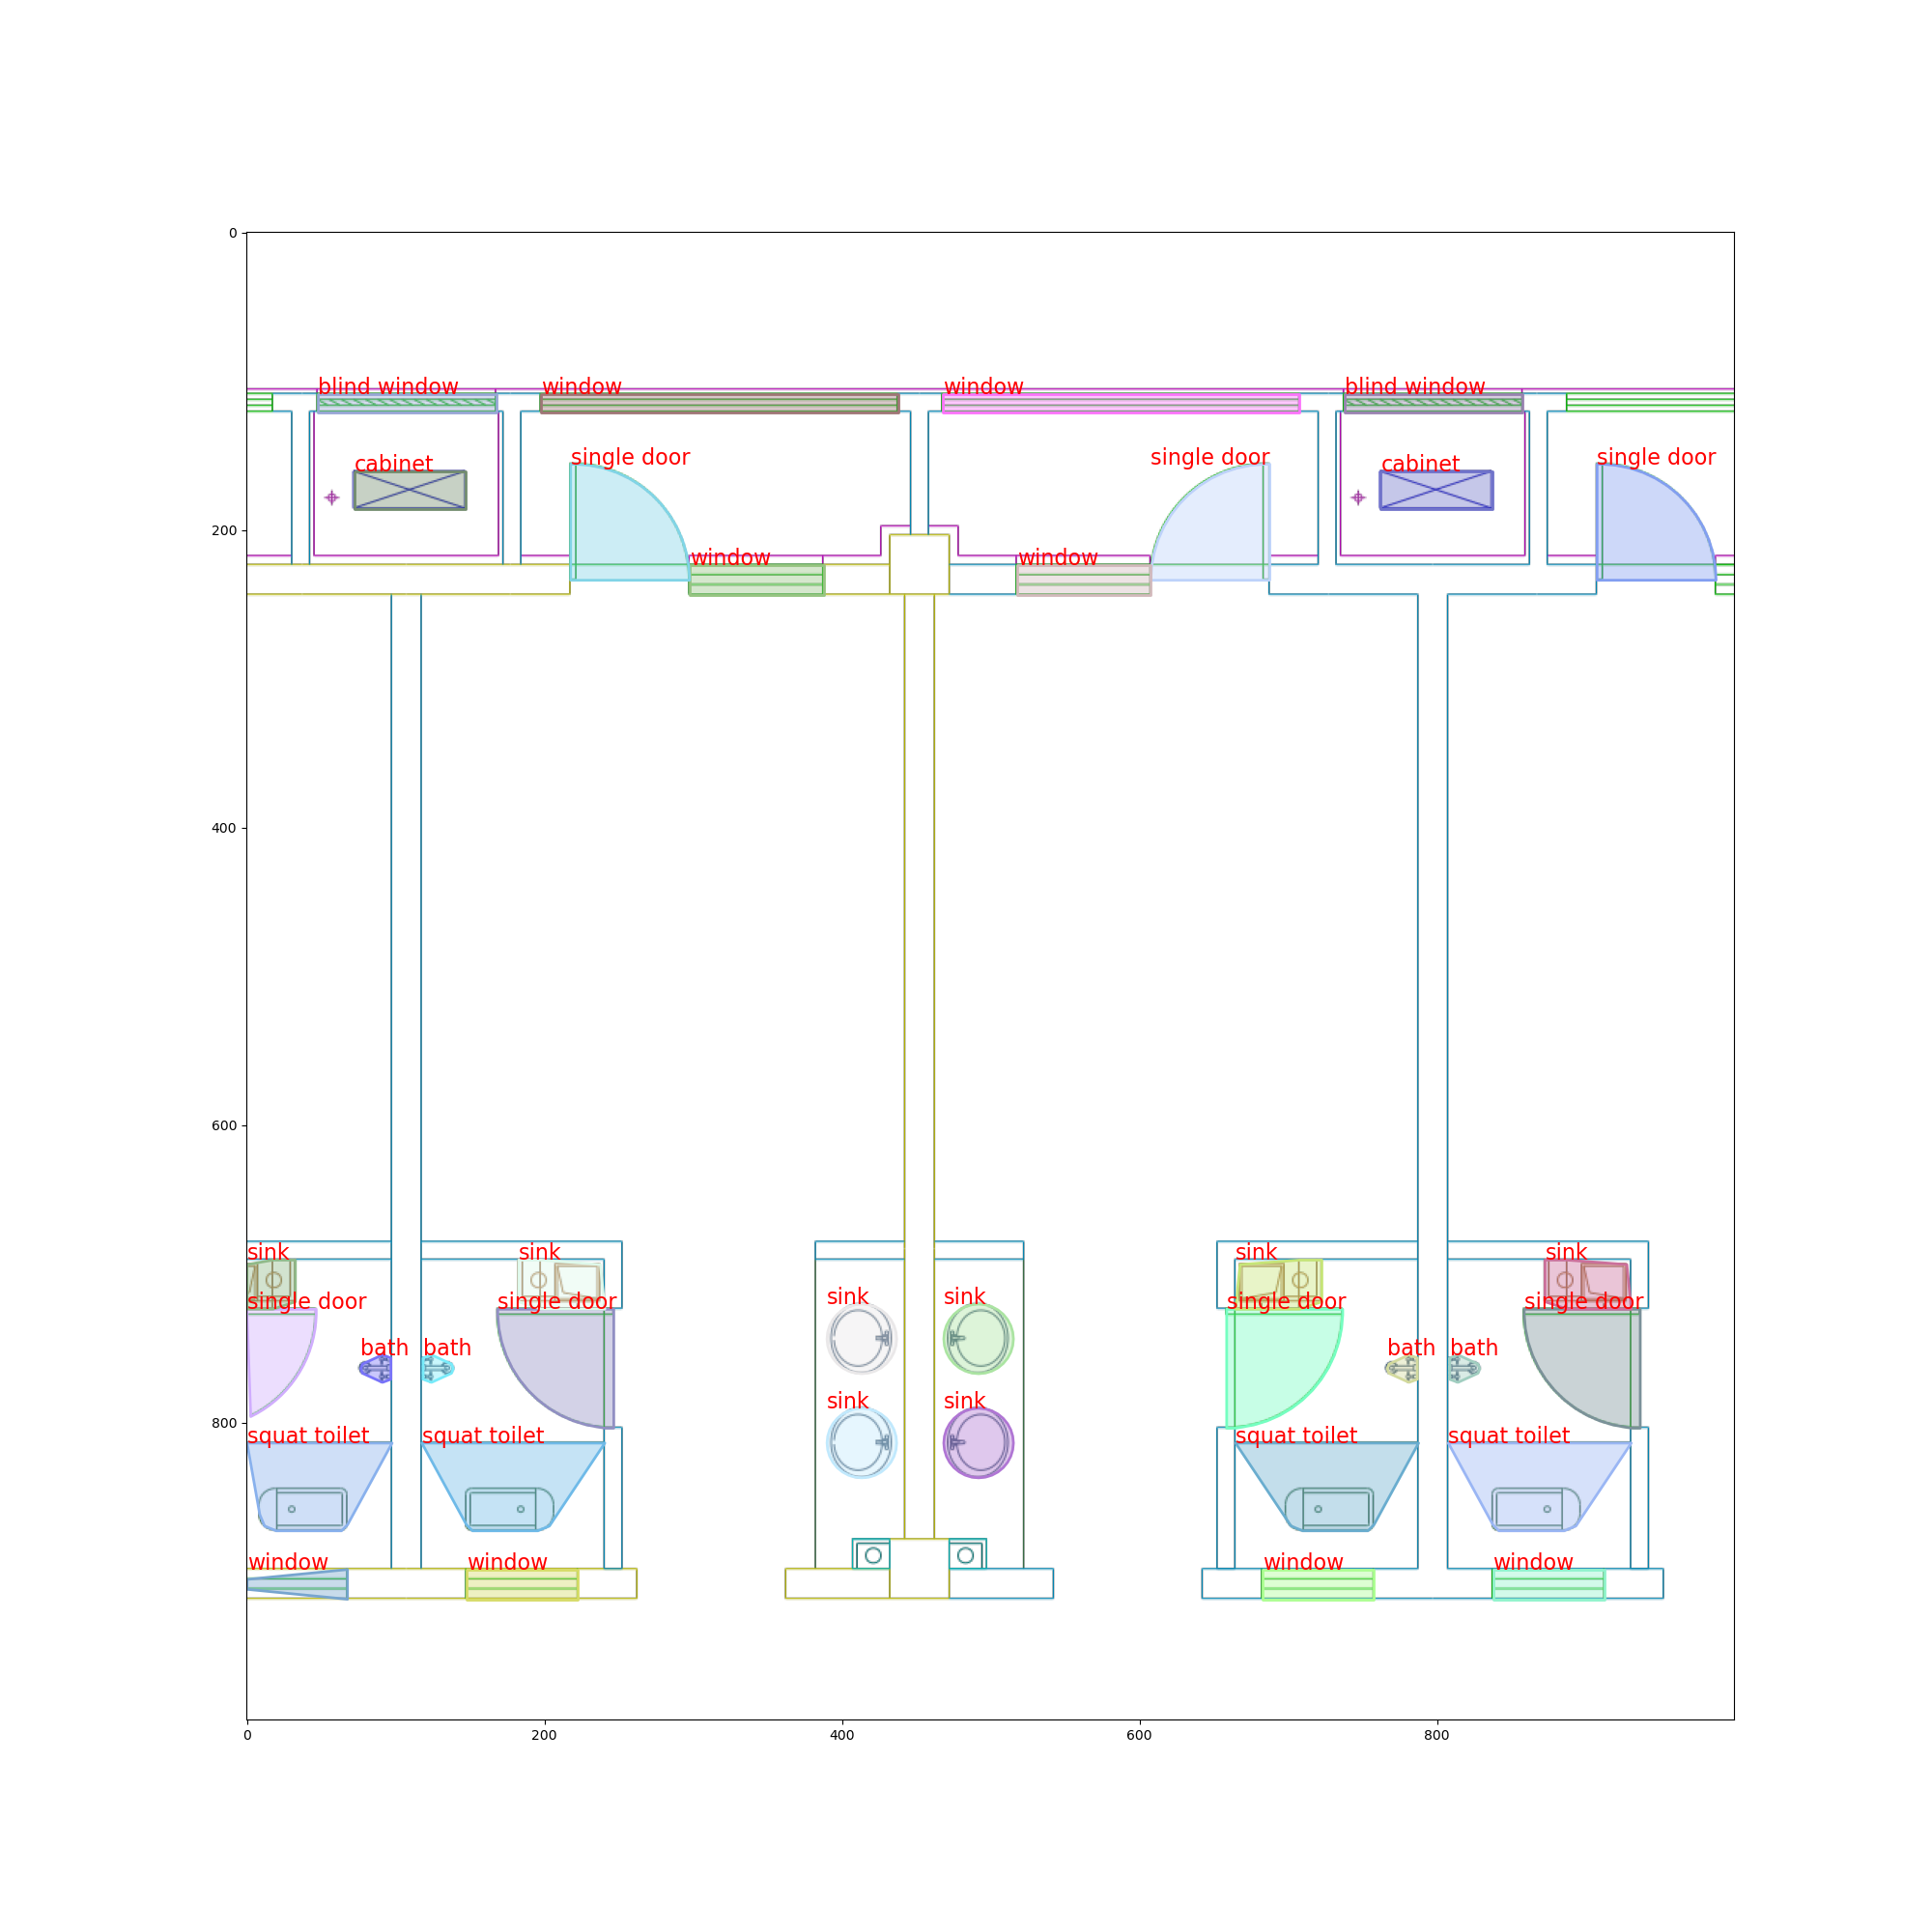 0
blind window window window blind window
single door single door single door
cabinet cabinet
200
window window
400
600
sink sink sink sink
sink sink
single door single door single door single door
bath bath bath bath
sink sink
800
squat toilet squat toilet squat toilet squat toilet
window window window window
0 200 400 600 800